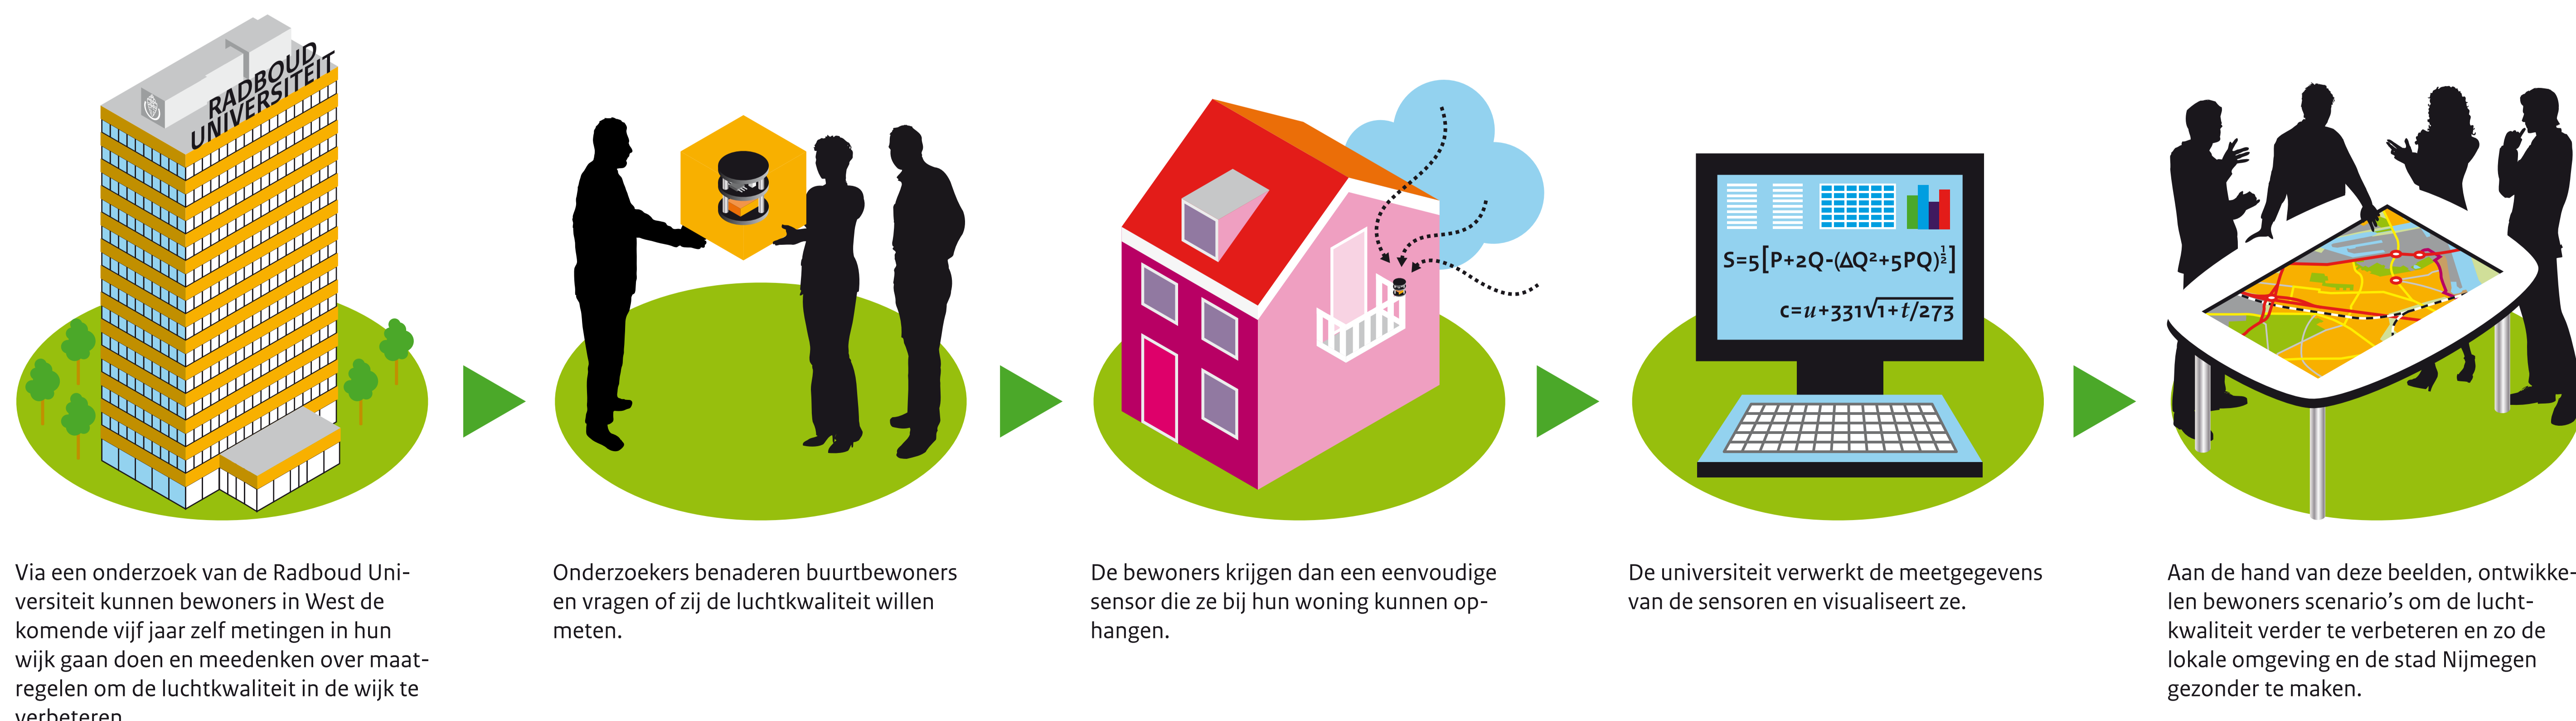 RADBOUD
UNIVERSITEIT
S=5[P+2Q-(ΔQ²+5PQ)½]
c=u+331√1+t/273
Via een onderzoek van de Radboud Uni-
versiteit kunnen bewoners in West de
komende vijf jaar zelf metingen in hun
wijk gaan doen en meedenken over maat-
regelen om de luchtkwaliteit in de wijk te
verbeteren
Onderzoekers benaderen buurtbewoners
en vragen of zij de luchtkwaliteit willen
meten.
De bewoners krijgen dan een eenvoudige
sensor die ze bij hun woning kunnen op-
hangen.
De universiteit verwerkt de meetgegevens
van de sensoren en visualiseert ze.
Aan de hand van deze beelden, ontwikke-
len bewoners scenario's om de lucht-
kwaliteit verder te verbeteren en zo de
lokale omgeving en de stad Nijmegen
gezonder te maken.